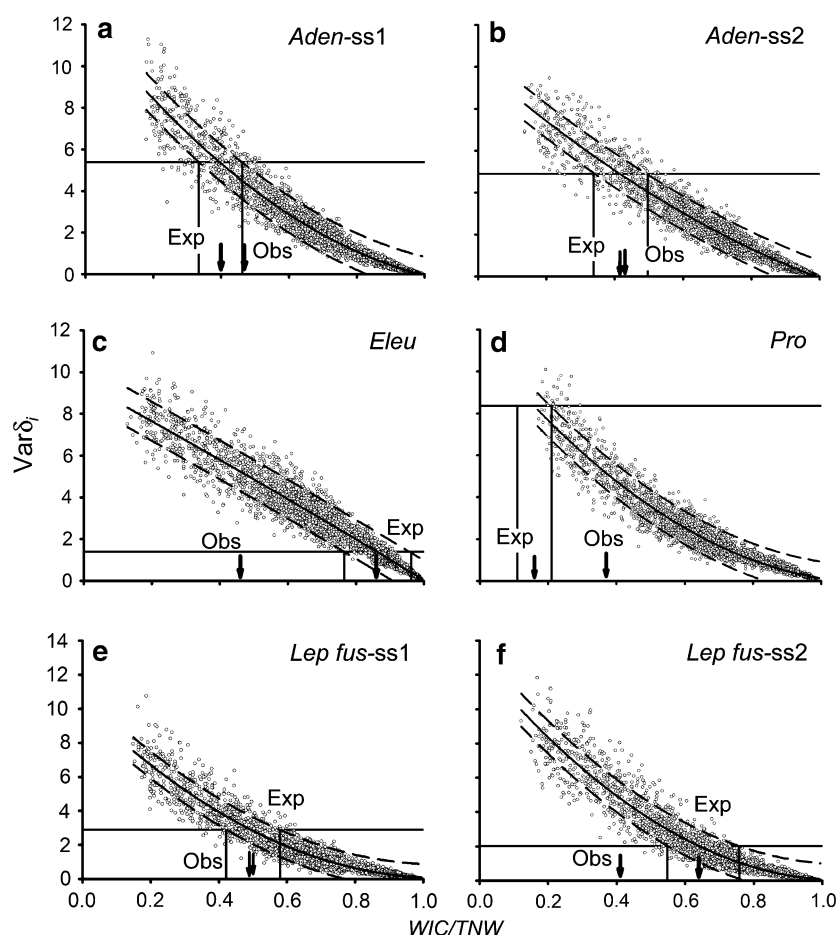 a
Aden-ss1
b
Aden-ss2
12
10
8
6
4
2
0
Exp
Obs
Exp
Obs
c
Eleu
d
Pro
12
10
8
6
4
2
0
Obs
Exp
Exp
Obs
Varδi
e
Lep fus-ss1
f
Lep fus-ss2
14
12
10
8
6
4
2
0
Exp
Obs
Exp
Obs
0.0 0.2 0.4 0.6 0.8 1.0
0.0 0.2 0.4 0.6 0.8 1.0
WIC/TNW